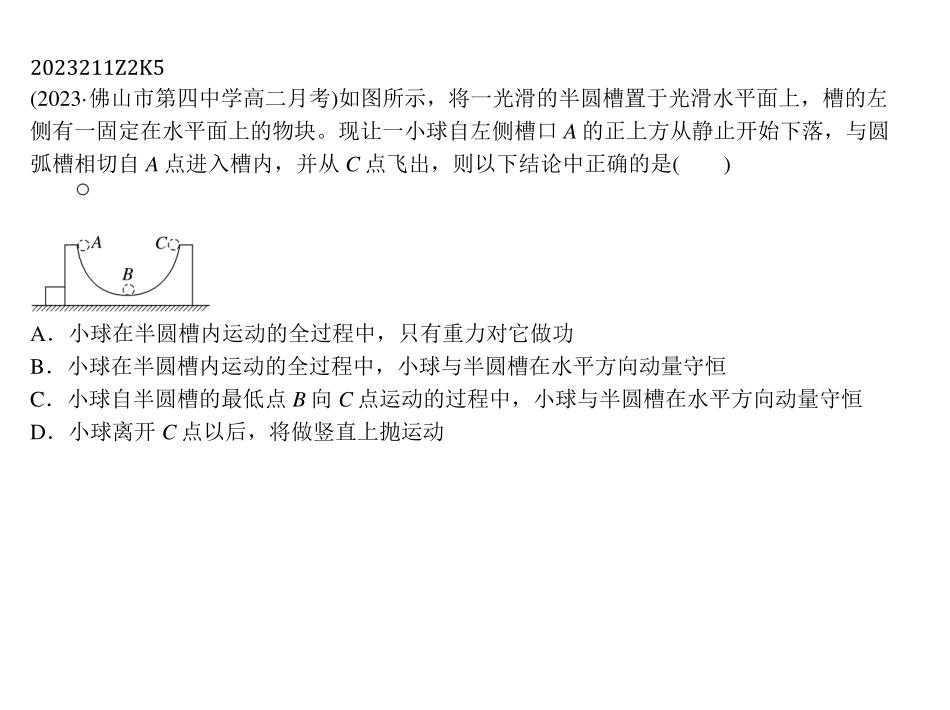 2023211Z2K5
(2023·佛山市第四中学高二月考)如图所示，将一光滑的半圆槽置于光滑水平面上，槽的左
侧有一固定在水平面上的物块。现让一小球自左侧槽口 A 的正上方从静止开始下落，与圆
弧槽相切自 A 点进入槽内，并从 C 点飞出，则以下结论中正确的是(　　)
A
C
B
A．小球在半圆槽内运动的全过程中，只有重力对它做功
B．小球在半圆槽内运动的全过程中，小球与半圆槽在水平方向动量守恒
C．小球自半圆槽的最低点 B 向 C 点运动的过程中，小球与半圆槽在水平方向动量守恒
D．小球离开 C 点以后，将做竖直上抛运动